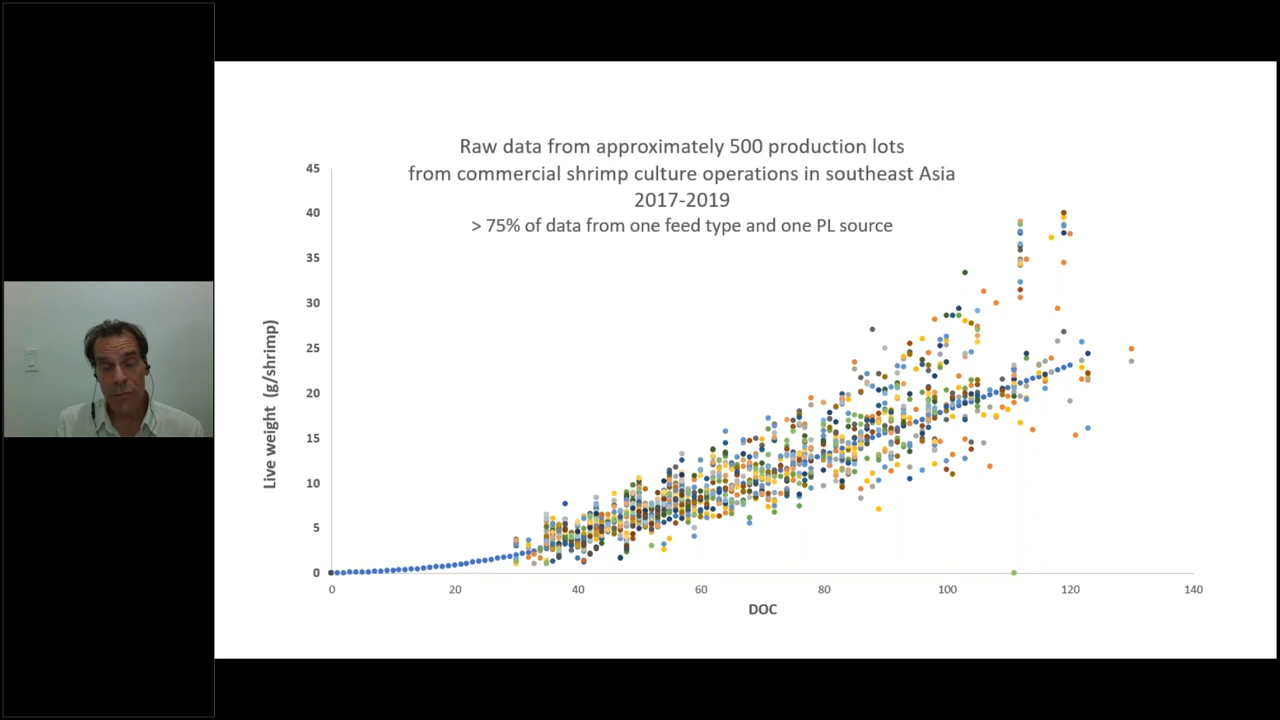 Raw data from approximately 500 production lots
from commercial shrimp culture operations in southeast Asia
2017-2019
> 75% of data from one feed type and one PL source
Live weight (g/shrimp)
45
40
35
30
25
20
15
10
5
0
0 20 40 60 80 100 120 140
DOC